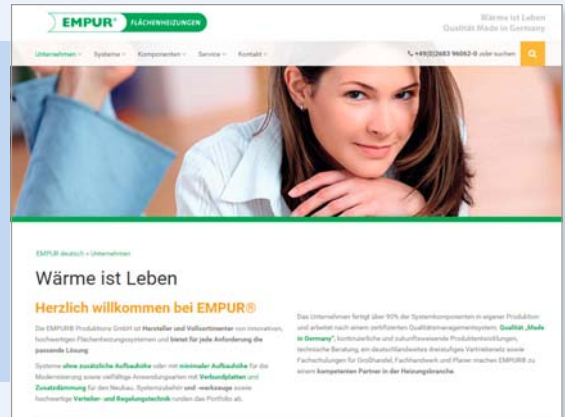 EMPUR® FLÄCHENHEIZUNGEN
Wärme ist Leben
Qualität Made in Germany
Unternehmen Systeme Komponenten Service Kontakt +49(0)2683 96062-0 oder suchen
EMPUR deutsch » Unternehmen
Wärme ist Leben
Herzlich willkommen bei EMPUR®
Die EMPUR® Produktions GmbH ist Hersteller und Vollsortimenter von innovativen,
hochwertigen Flächenheizungssystemen und bietet für jede Anforderung die
passende Lösung.
Systeme ohne zusätzliche Aufbauhöhe oder mit minimaler Aufbauhöhe für die
Modernisierung sowie vielfältige Anwendungsarten mit Verbundplatten und
Zusatzdämmung für den Neubau. Systemzubehör und -werkzeuge sowie
hochwertige Verteiler- und Regelungstechnik runden das Portfolio ab.
Das Unternehmen fertigt über 90% der Systemkomponenten in eigener Produktion
und arbeitet nach einem zertifizierten Qualitätsmanagementsystem. Qualität „Made
in Germany", kontinuierliche und zukunftsweisende Produktentwicklungen,
technische Beratung, ein deutschlandweites dreistufiges Vertriebsnetz sowie
Fachschulungen für Großhandel, Fachhandwerk und Planer machen EMPUR® zu
einem kompetenten Partner in der Heizungsbranche.